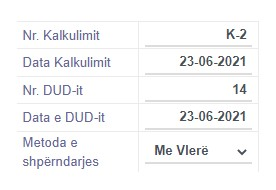 Nr. Kalkulimit K-2
Data Kalkulimit 23-06-2021
Nr. DUD-it 14
Data e DUD-it 23-06-2021
Metoda e shpërndarjes Me Vlerë